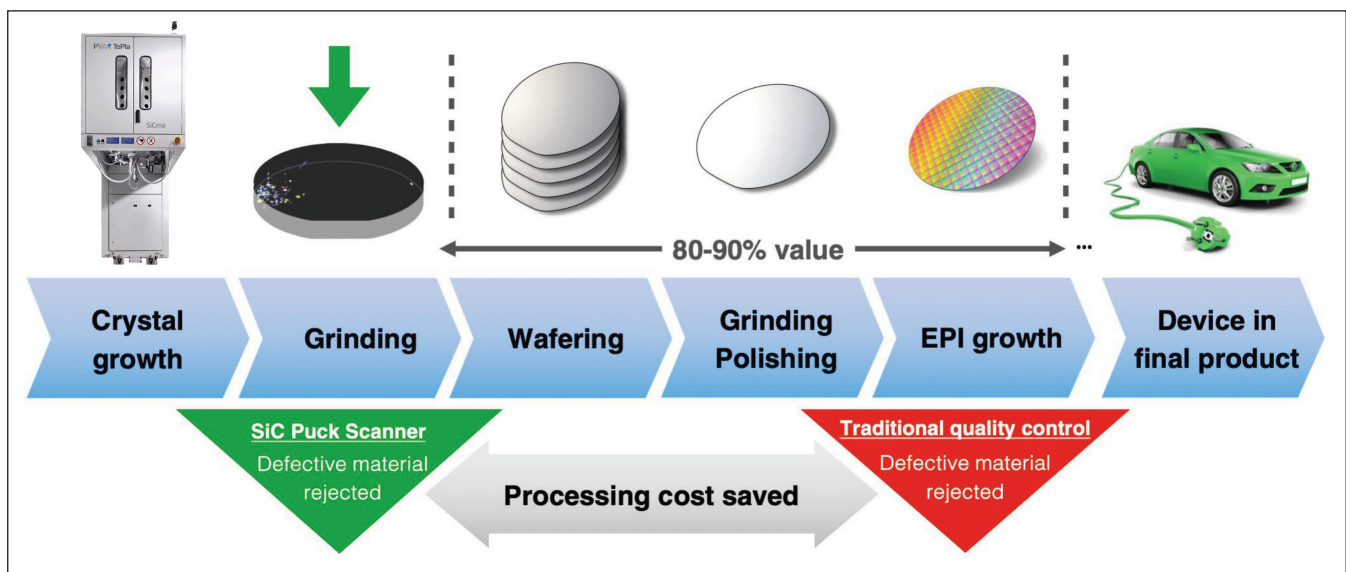 PVA TePla
SiCma
80-90% value
...
Crystal
growth
Grinding
Wafering
Grinding
Polishing
EPI growth
Device in
final product
SiC Puck Scanner
Defective material
rejected
Processing cost saved
Traditional quality control
Defective material
rejected